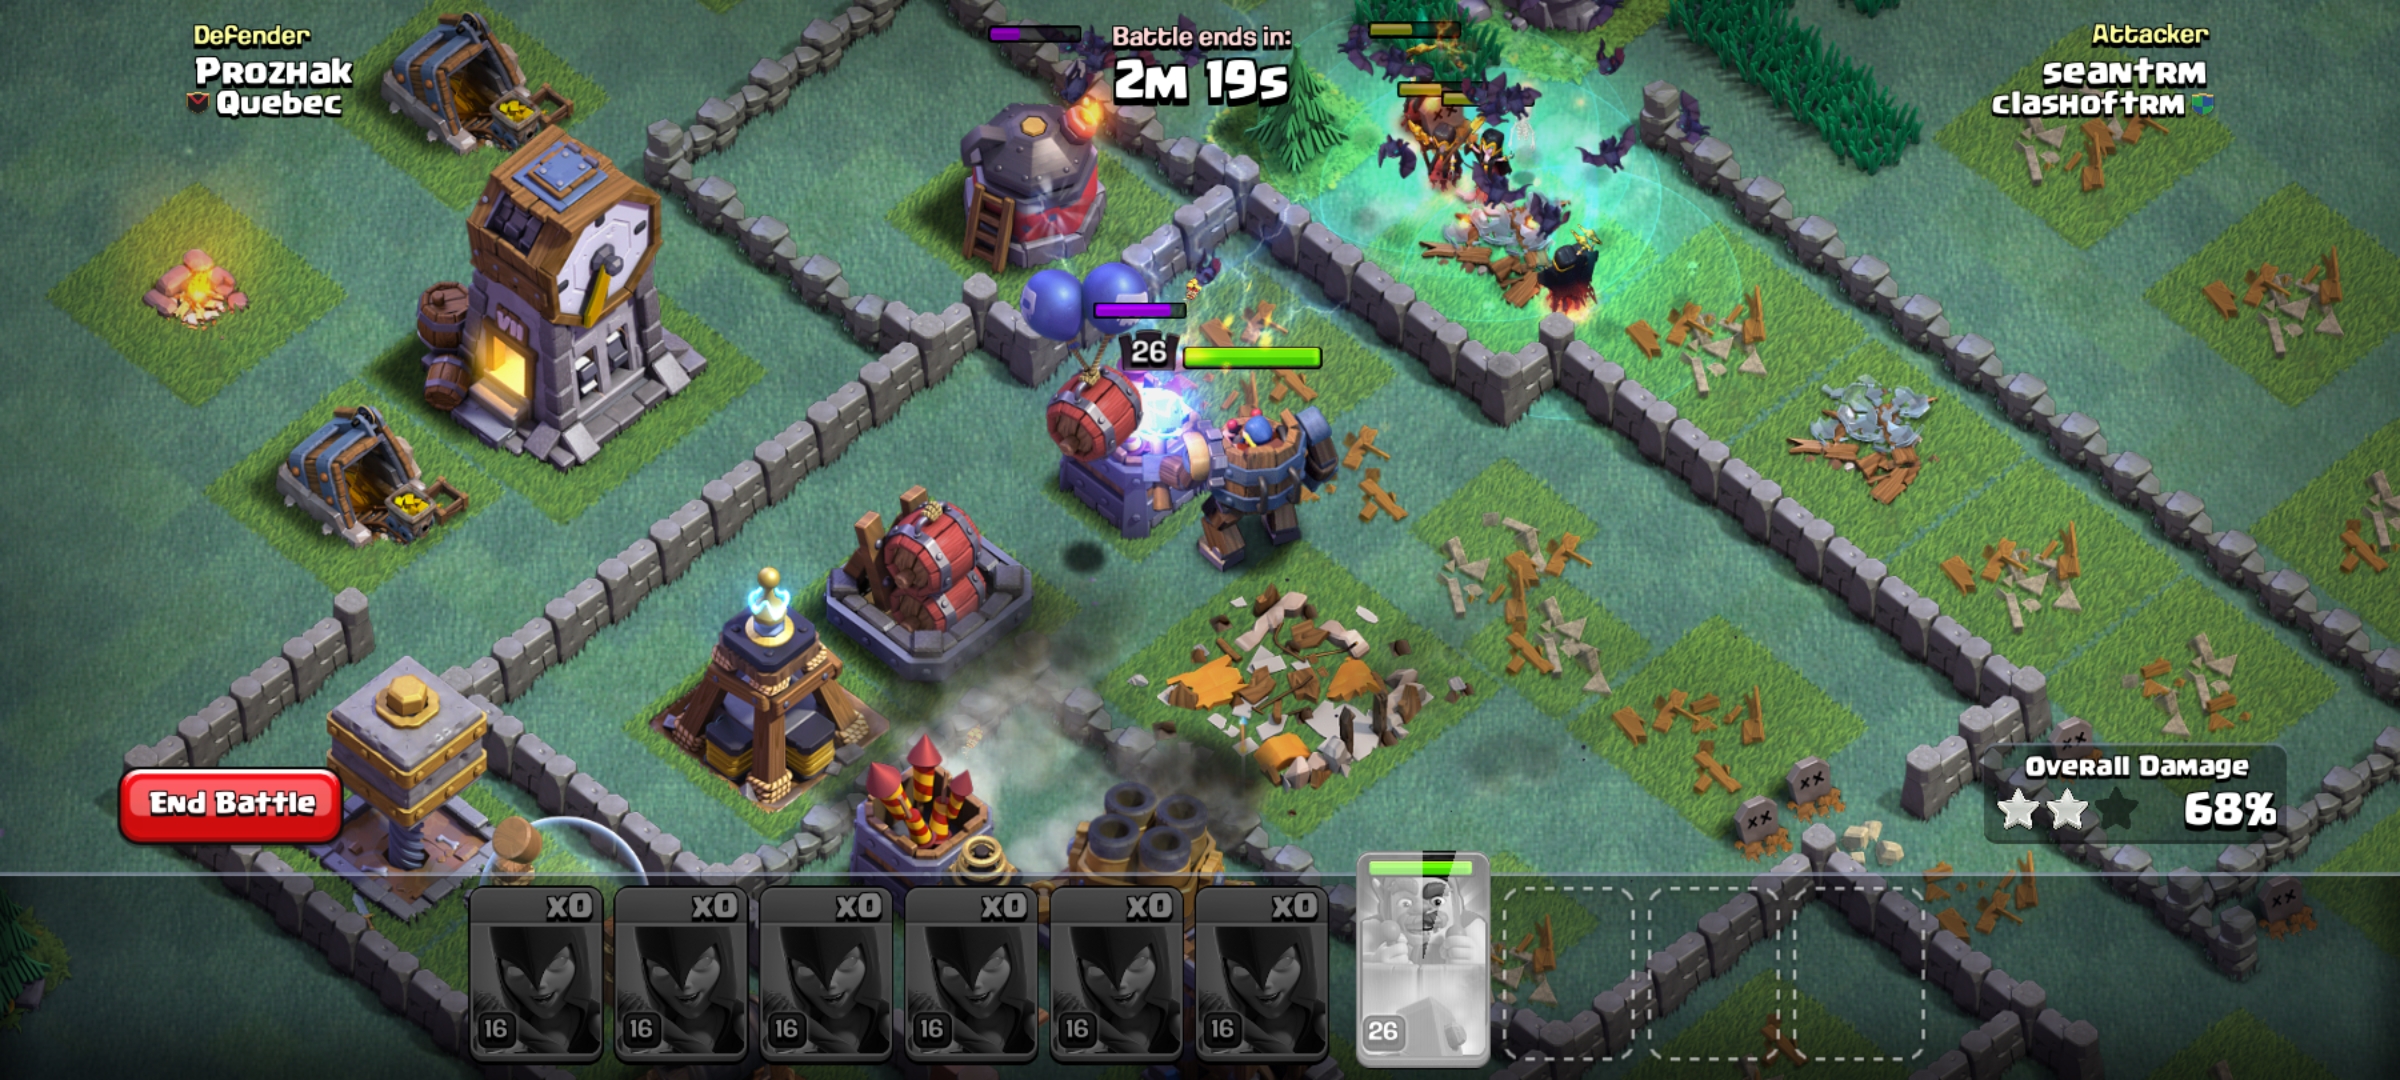 Defender
Prozhak
Quebec
Battle ends in:
2m 19s
Attacker
seantrm
clashoftrm
VII
26
End Battle
Overall Damage
68%
x0
x0
x0
x0
x0
x0
16
16
16
16
16
16
26